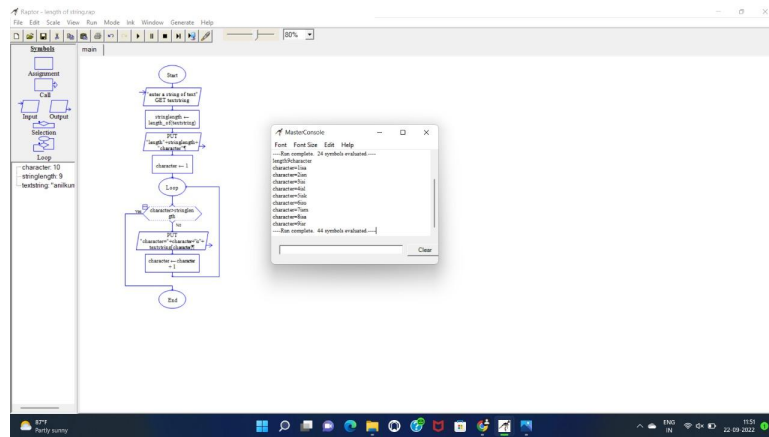 Raptor - length of string.rap
File Edit Scale View Run Mode Ink Window Generate Help
80%
Symbols
main
Assignment
Call
Input Output
Selection
Loop
character: 10
stringlength: 9
textstring: "anilkum
Start
"enter a string of text"
GET textstring
stringlength ←
length_of(textstring)
PUT
"length"+stringlength+
"character"¶
character ← 1
Loop
character>stringlen
gth
Yes
No
PUT
"character="+character+"is"+
textstring[character]¶
character ← character
+ 1
End
MasterConsole
Font Font Size Edit Help
----Run complete. 24 symbols evaluated.----
length9character
character=1isa
character=2isn
character=3isi
character=4isl
character=5isk
character=6isu
character=7ism
character=8isa
character=9isr
----Run complete. 44 symbols evaluated.----
Clear
87°F
Partly sunny
ENG
IN
11:51
22-09-2022